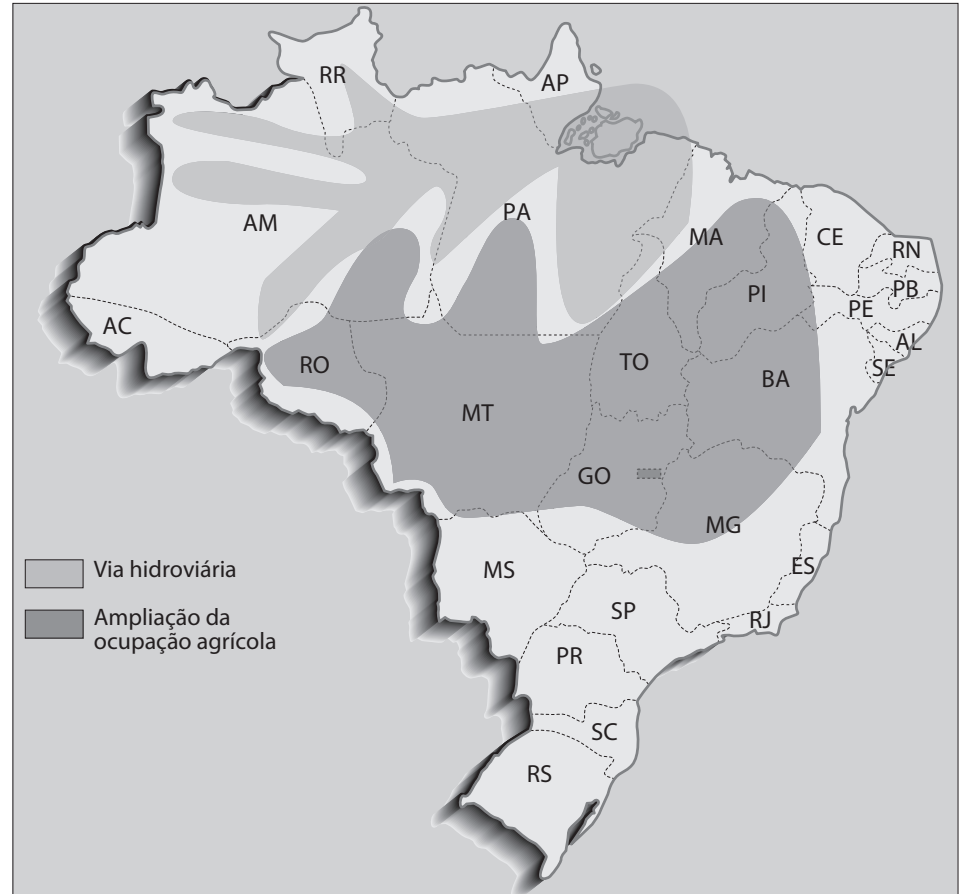 RR
AP
AM
PA
MA
CE
RN
PB
PE
PI
AL
SE
AC
RO
TO
BA
MT
GO
MG
Via hidroviária
MS
ES
Ampliação da
ocupação agrícola
SP
RJ
PR
SC
RS